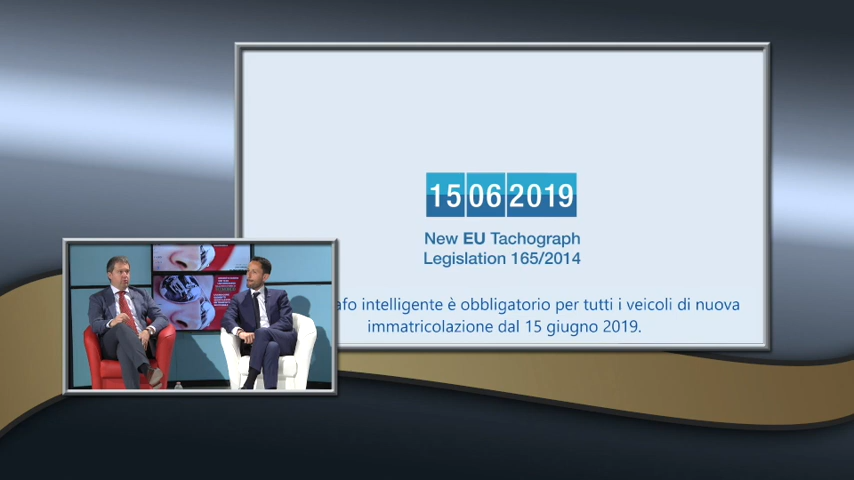 15 06 2019
New EU Tachograph
Legislation 165/2014
intelligente è obbligatorio per tutti i veicoli di nuova
immatricolazione dal 15 giugno 2019.